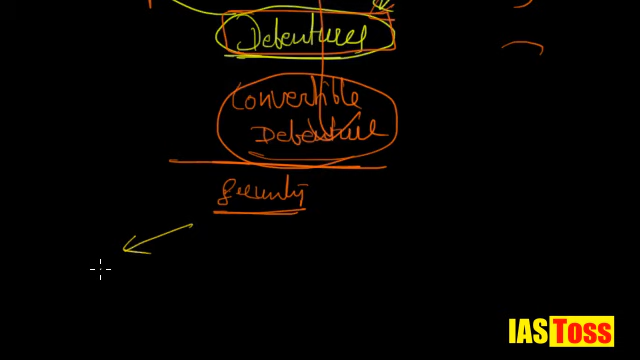 Debentures
Convertible
Debenture
Security
IASToss